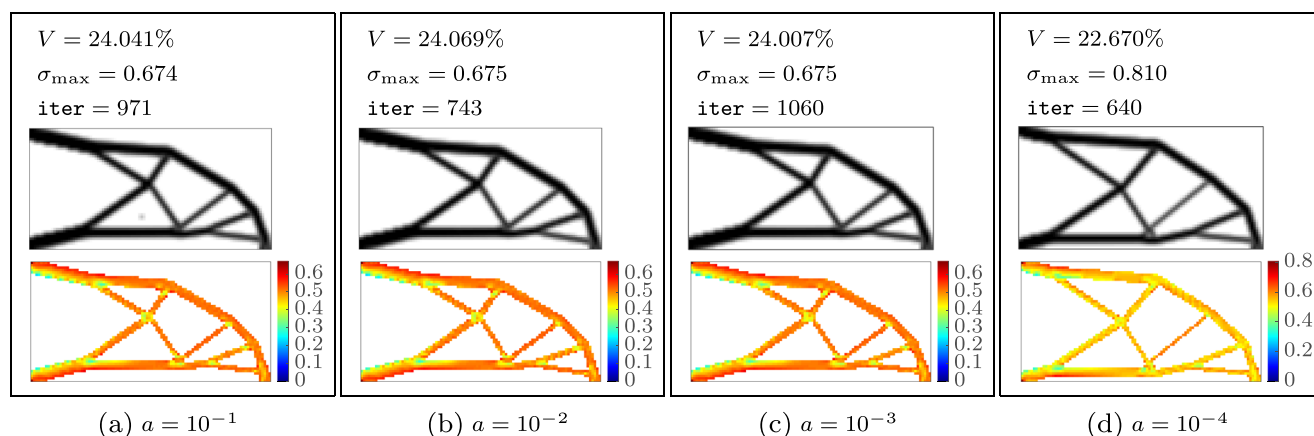 V = 24.041%
σmax = 0.674
iter = 971
0.6
0.5
0.4
0.3
0.2
0.1
0
(a) a = 10⁻¹
V = 24.069%
σmax = 0.675
iter = 743
0.6
0.5
0.4
0.3
0.2
0.1
0
(b) a = 10⁻²
V = 24.007%
σmax = 0.675
iter = 1060
0.6
0.5
0.4
0.3
0.2
0.1
0
(c) a = 10⁻³
V = 22.670%
σmax = 0.810
iter = 640
0.8
0.6
0.4
0.2
0
(d) a = 10⁻⁴